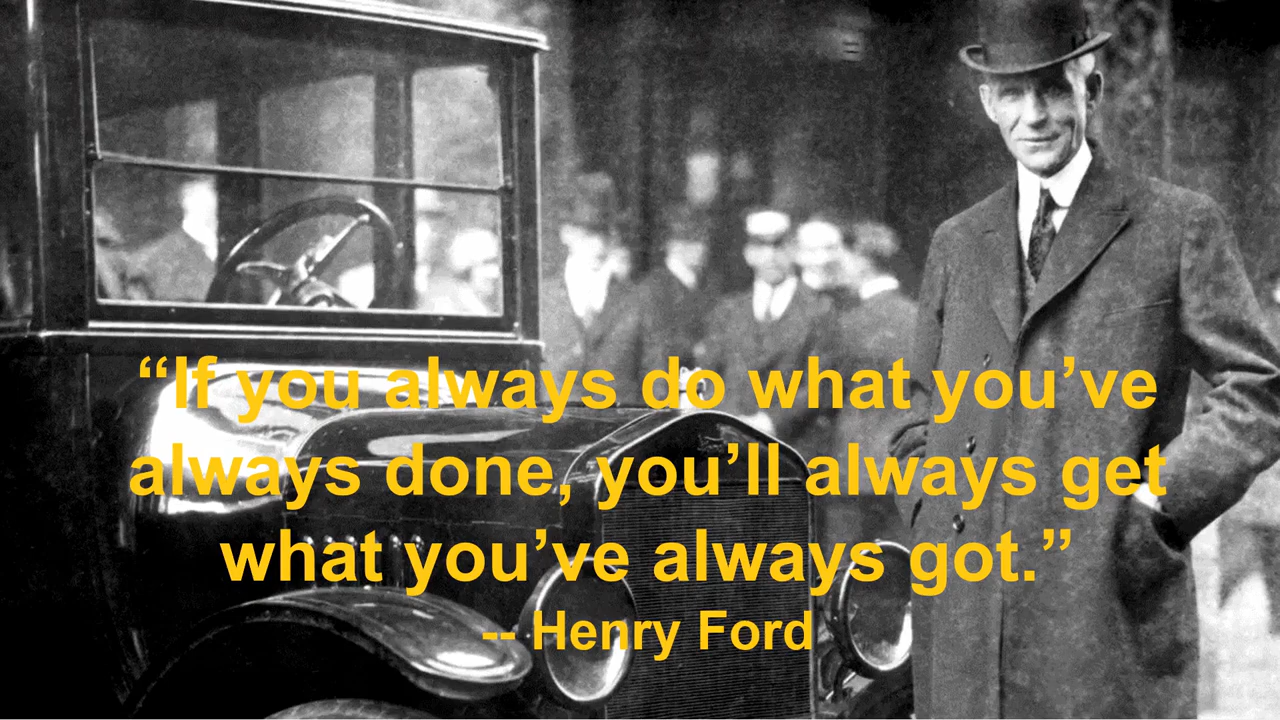 “If you always do what you’ve
always done, you’ll always get
what you’ve always got.”
-- Henry Ford